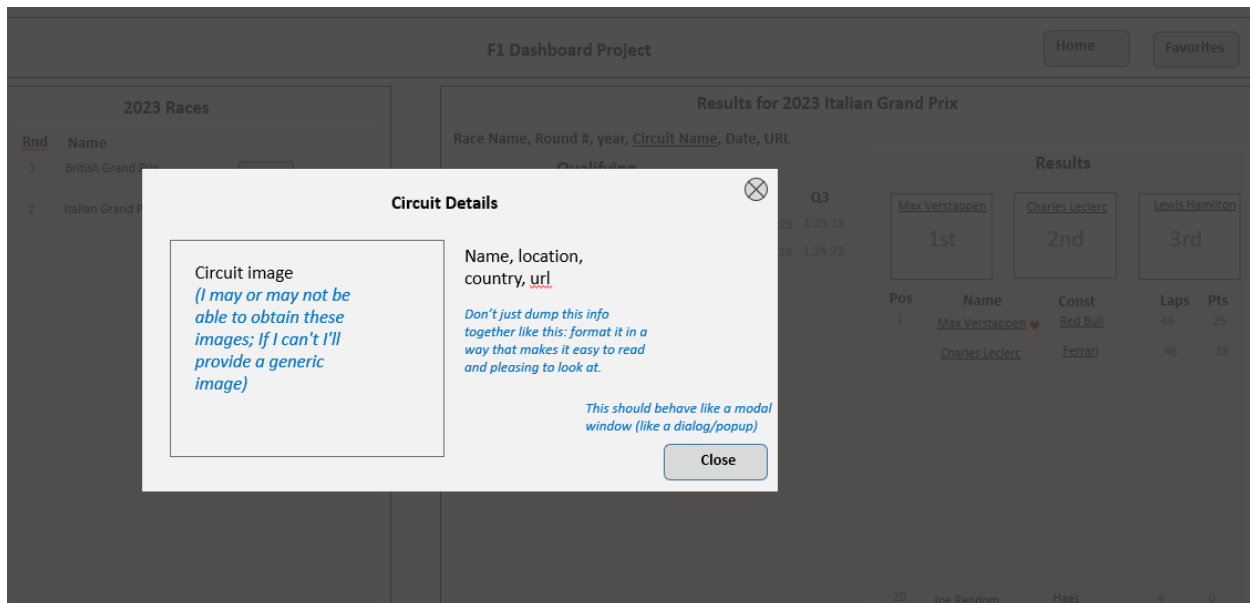 F1 Dashboard Project
Home
Favorites
2023 Races
Rnd Name
1 British Grand Prix
2 Italian Grand P
Results for 2023 Italian Grand Prix
Race Name, Round #, year, Circuit Name, Date, URL
Qualifying
Q3
33 1:23:13
23 1:24:23
Results
Max Verstappen
1st
Charles Leclerc
2nd
Lewis Hamilton
3rd
Pos Name Const Laps Pts
1 Max Verstappen Red Bull 46 25
Charles Leclerc Ferrari 46 18
20 Joe Random Haas 4 0
Circuit Details
Circuit image
(I may or may not be
able to obtain these
images; If I can't I'll
provide a generic
image)
Name, location,
country, url
Don't just dump this info
together like this: format it in a
way that makes it easy to read
and pleasing to look at.
This should behave like a modal
window (like a dialog/popup)
Close